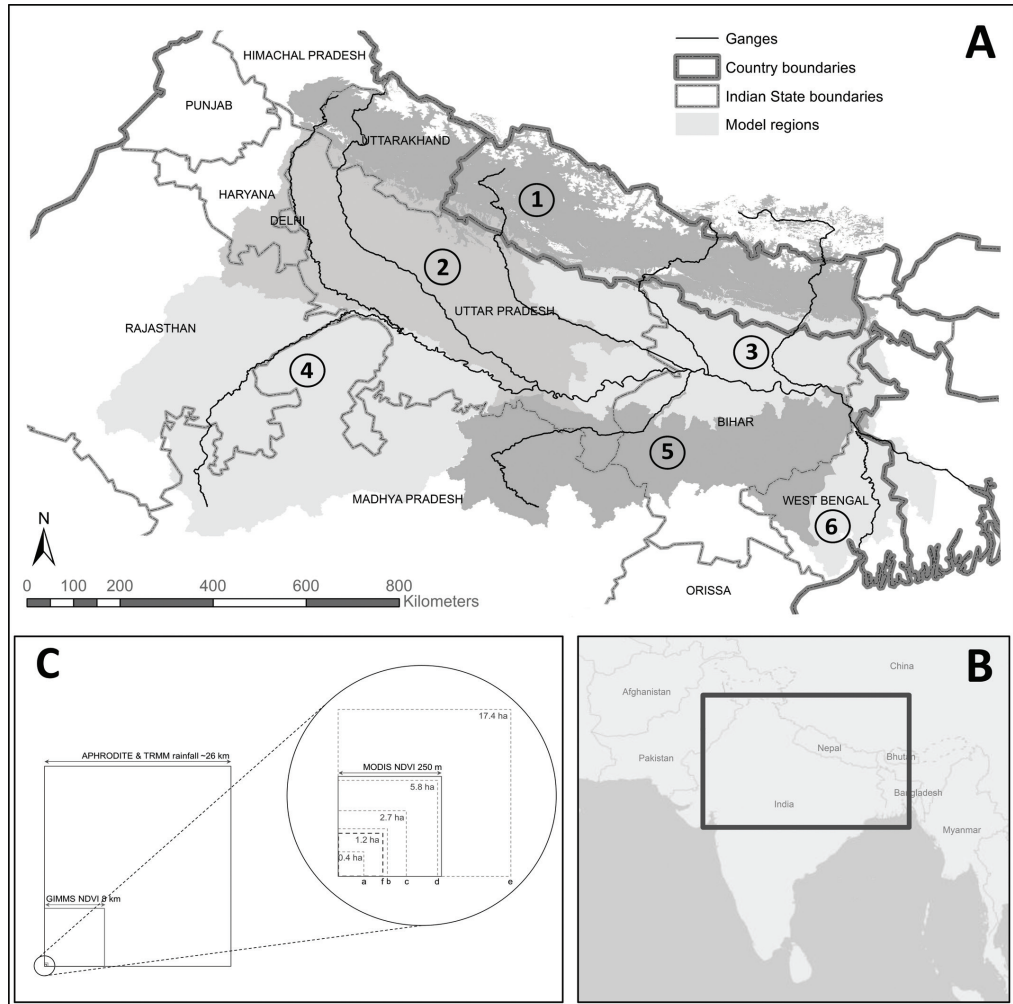 A
Ganges
Country boundaries
Indian State boundaries
Model regions
HIMACHAL PRADESH
PUNJAB
UTTARAKHAND
HARYANA
DELHI
1
2
UTTAR PRADESH
RAJASTHAN
3
4
BIHAR
5
MADHYA PRADESH
WEST BENGAL
6
ORISSA
N
0 100 200 400 600 800
Kilometers
C
17.4 ha
APHRODITE & TRMM rainfall ~26 km
MODIS NDVI 250 m
5.8 ha
2.7 ha
1.2 ha
0.4 ha
a f b c d e
GIMMS NDVI 8 km
B
China
Afghanistan
Nepal
Pakistan
Bhutan
Bangladesh
India
Myanmar